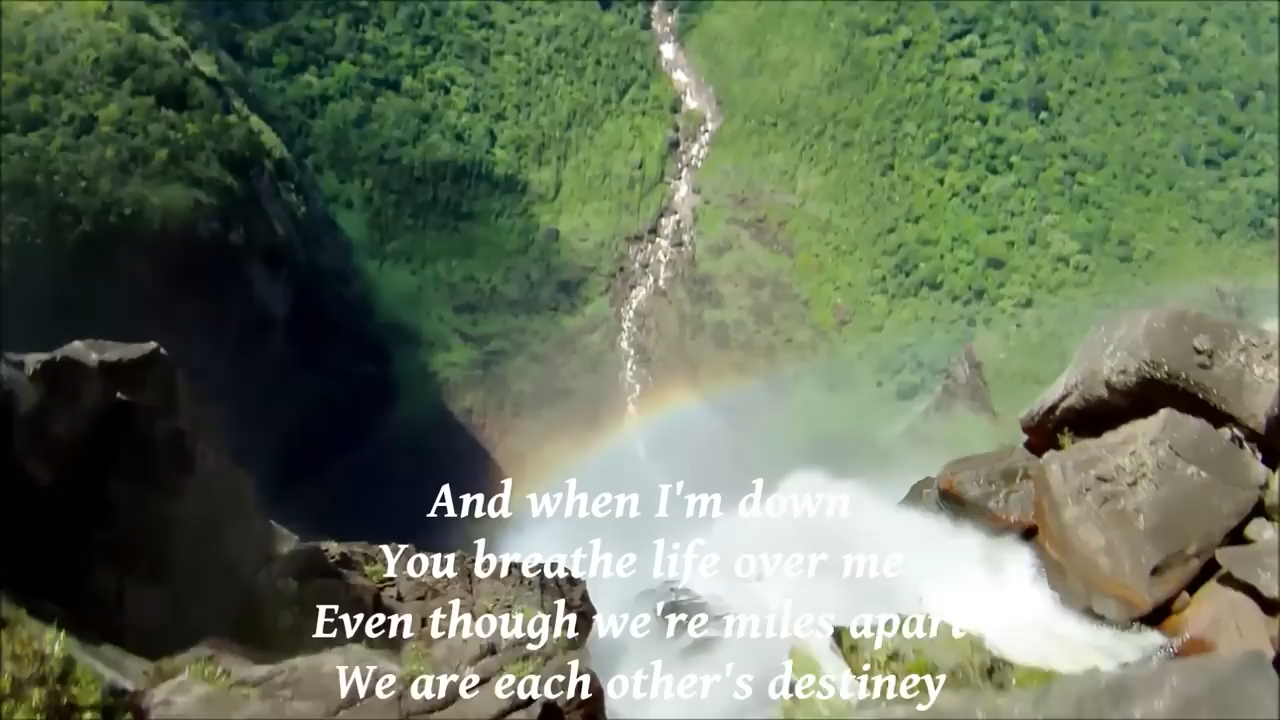 And when I'm down
You breathe life over me
Even though we're miles apart
We are each other's destiney